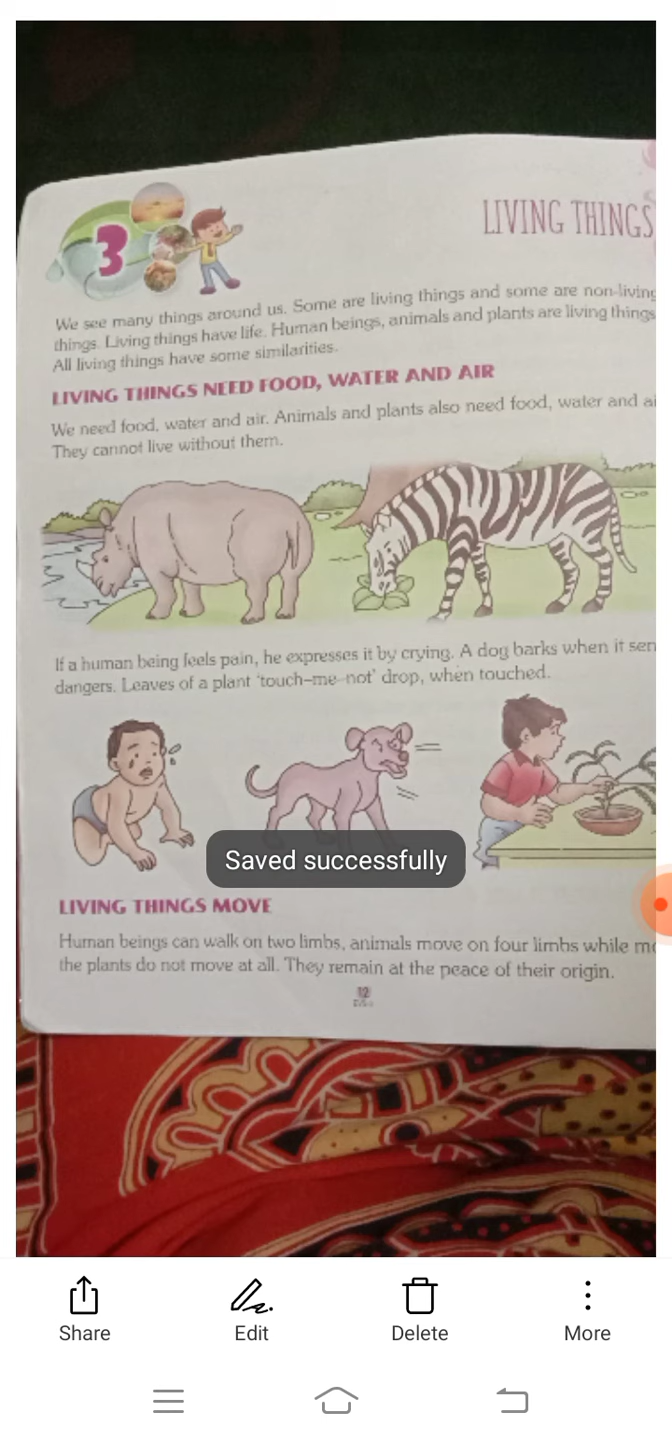 3
LIVING THINGS
We see many things around us. Some are living things and some are non-living
things. Living things have life. Human beings, animals and plants are living things
All living things have some similarities.
LIVING THINGS NEED FOOD, WATER AND AIR
We need food, water and air. Animals and plants also need food, water and ai
They cannot live without them.
If a human being feels pain, he expresses it by crying. A dog barks when it sen
dangers. Leaves of a plant 'touch-me-not' drop, when touched.
Saved successfully
LIVING THINGS MOVE
Human beings can walk on two limbs, animals move on four limbs while mo
the plants do not move at all. They remain at the peace of their origin.
12
Share Edit Delete More